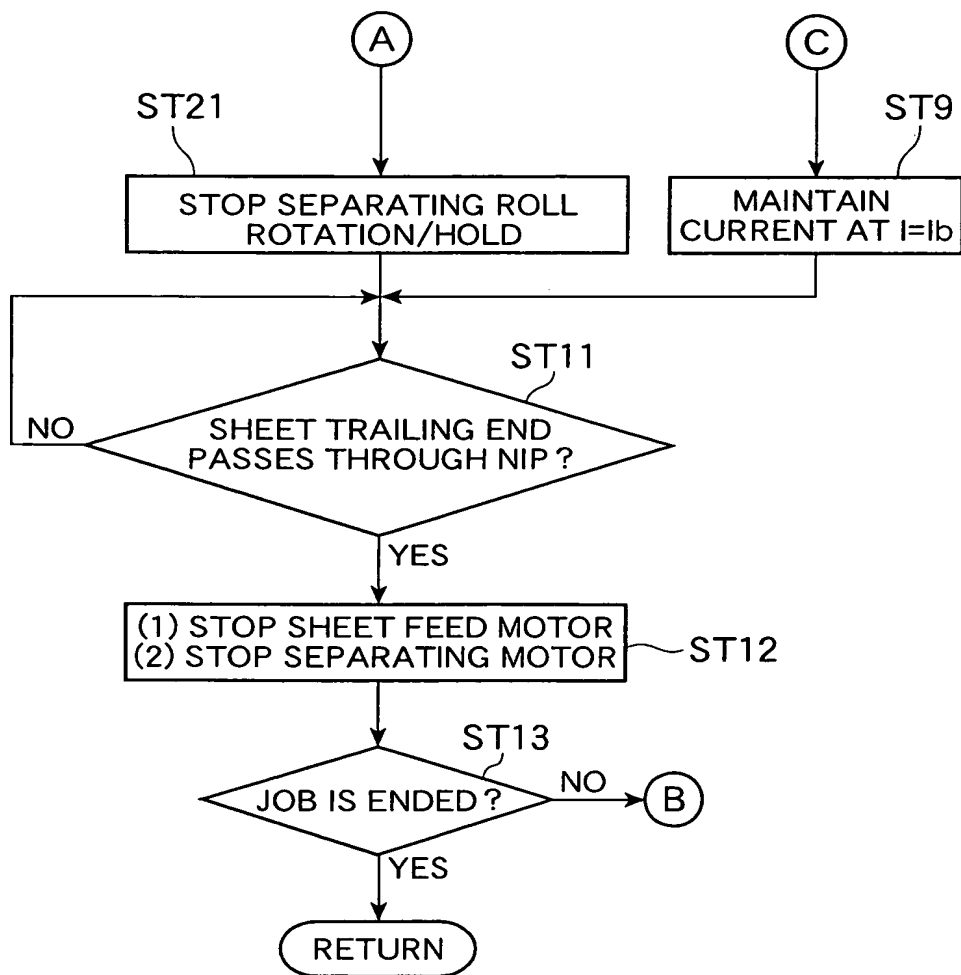 A
C
ST21
ST9
STOP SEPARATING ROLL
ROTATION/HOLD
MAINTAIN
CURRENT AT I=Ib
ST11
NO
SHEET TRAILING END
PASSES THROUGH NIP?
YES
(1) STOP SHEET FEED MOTOR
(2) STOP SEPARATING MOTOR
ST12
ST13
JOB IS ENDED?
NO
B
YES
RETURN